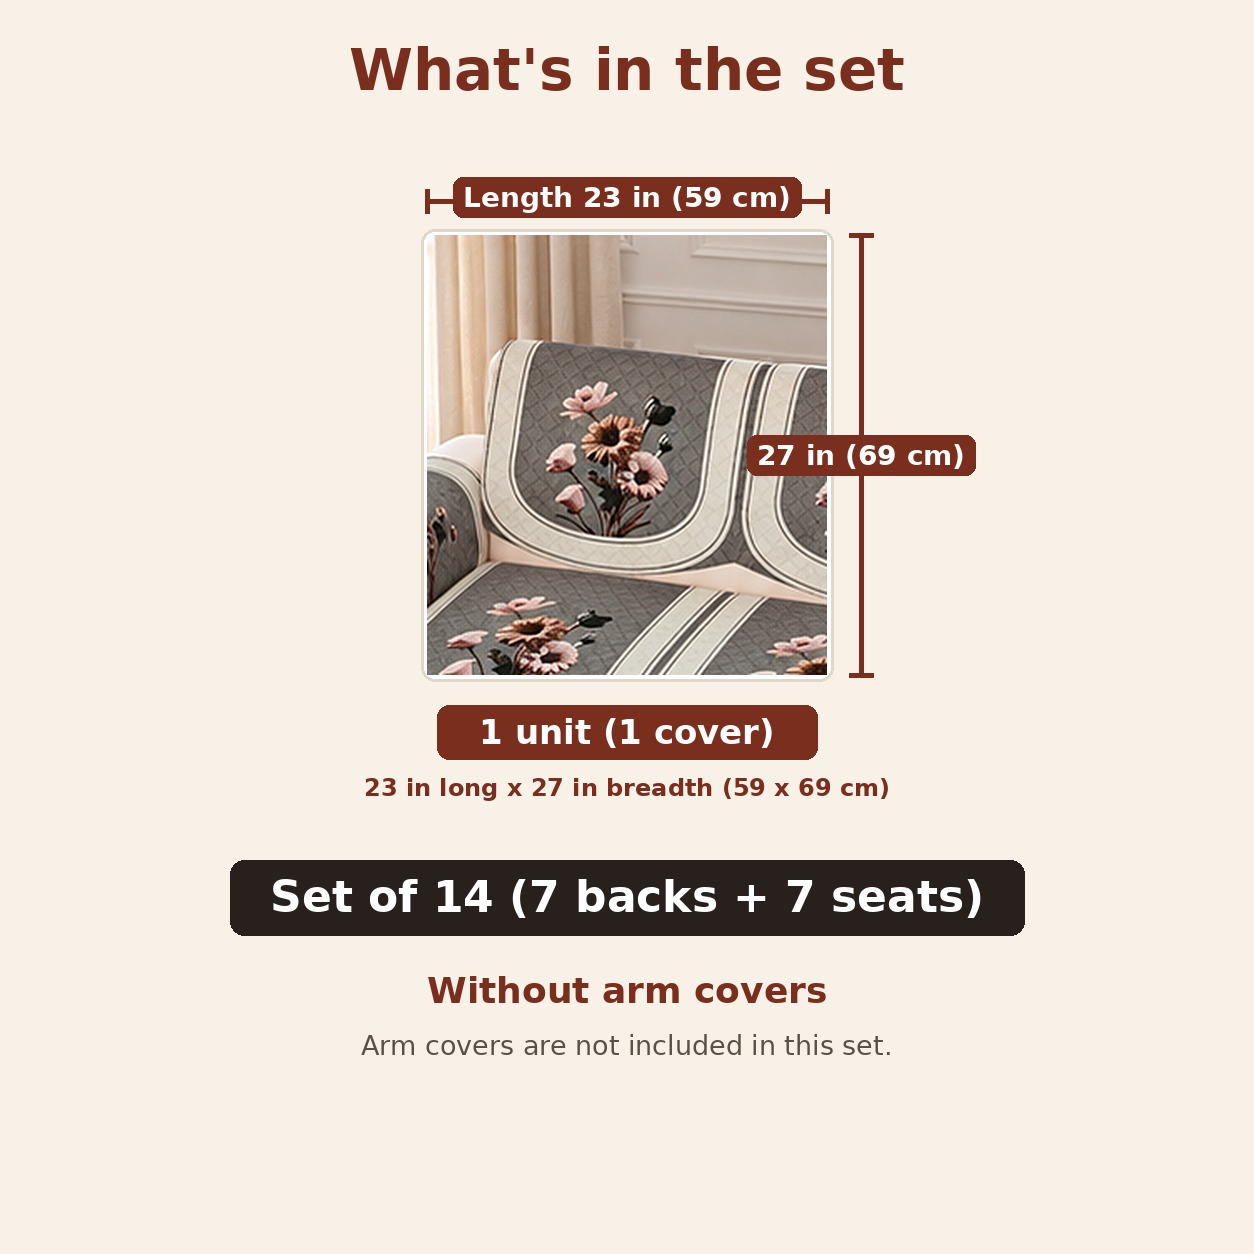 What's in the set
Length 23 in (59 cm)
27 in (69 cm)
1 unit (1 cover)
23 in long x 27 in breadth (59 x 69 cm)
Set of 14 (7 backs + 7 seats)
Without arm covers
Arm covers are not included in this set.